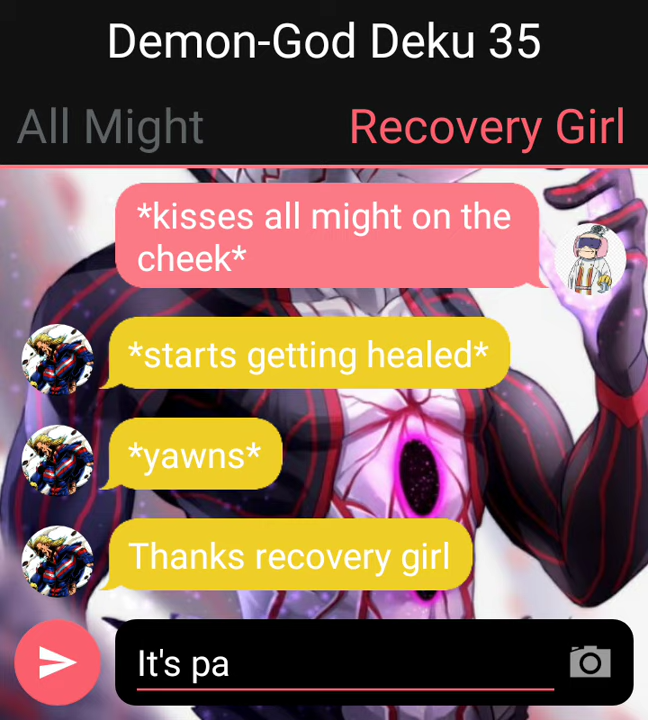 Demon-God Deku 35
All Might
Recovery Girl
*kisses all might on the
cheek*
*starts getting healed*
*yawns*
Thanks recovery girl
It's pa